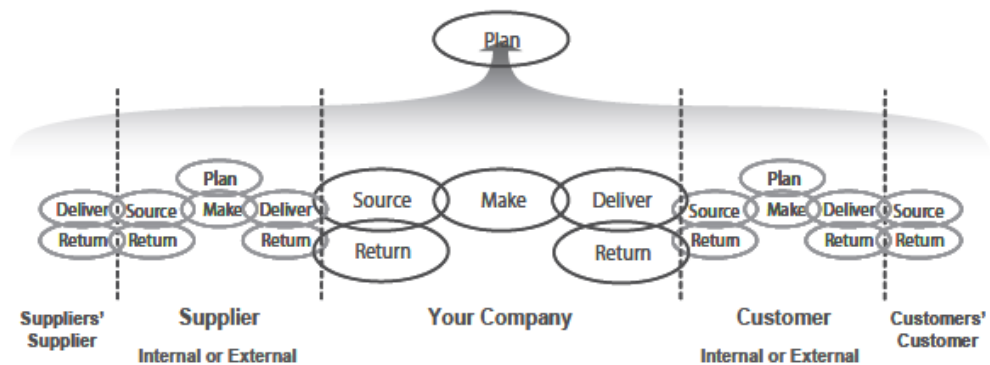 Plan
Plan Plan
Deliver Source Make Deliver Source Make Deliver Source Make Deliver Source
Return Return Return Return Return Return Return Return
Suppliers' Supplier Your Company Customer Customers'
Supplier Customer
Internal or External Internal or External